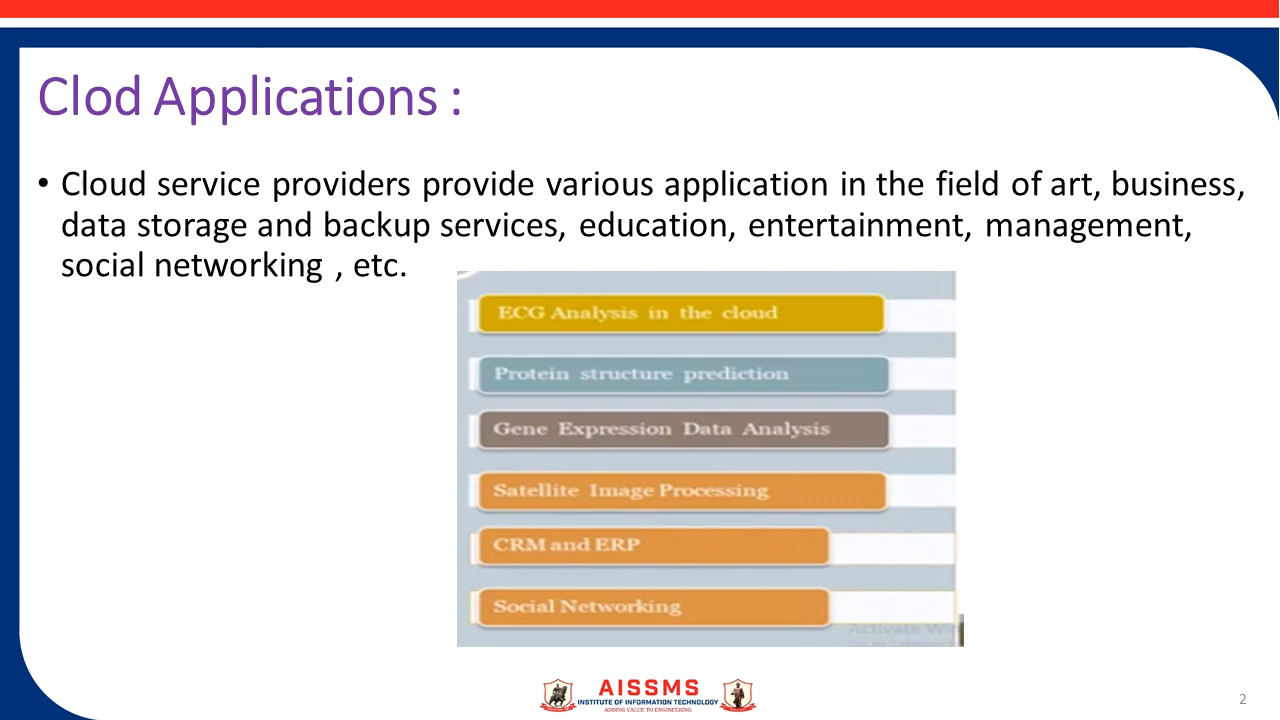 Clod Applications :
• Cloud service providers provide various application in the field of art, business,
data storage and backup services, education, entertainment, management,
social networking , etc.
ECG Analysis in the cloud
Protein structure prediction
Gene Expression Data Analysis
Satellite Image Processing
CRM and ERP
Social Networking
Activate Win
AISSMS
INSTITUTE OF INFORMATION TECHNOLOGY
ADDING VALUE TO ENGINEERING
2